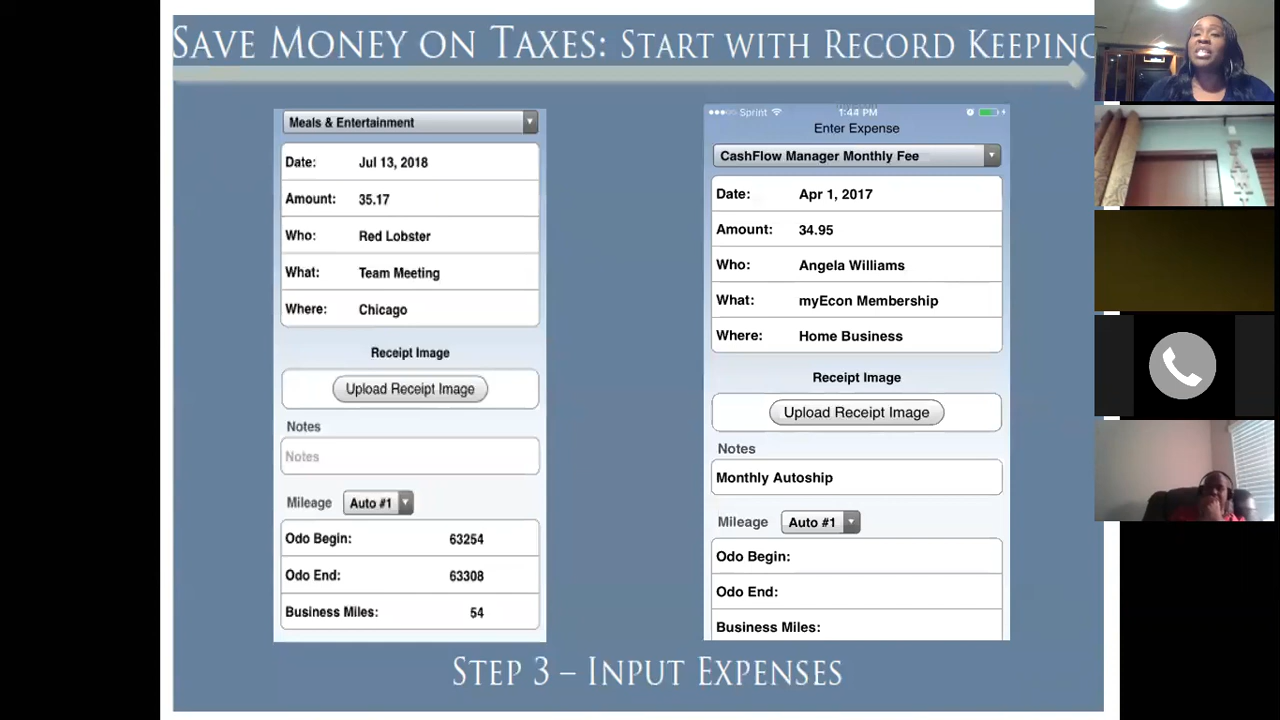 SAVE MONEY ON TAXES: START WITH RECORD KEEPING
Meals & Entertainment
Date: Jul 13, 2018
Amount: 35.17
Who: Red Lobster
What: Team Meeting
Where: Chicago
Receipt Image
Upload Receipt Image
Notes
Notes
Mileage Auto #1
Odo Begin: 63254
Odo End: 63308
Business Miles: 54
Sprint 1:44 PM
Enter Expense
CashFlow Manager Monthly Fee
Date: Apr 1, 2017
Amount: 34.95
Who: Angela Williams
What: myEcon Membership
Where: Home Business
Receipt Image
Upload Receipt Image
Notes
Monthly Autoship
Mileage Auto #1
Odo Begin:
Odo End:
Business Miles:
STEP 3 – INPUT EXPENSES